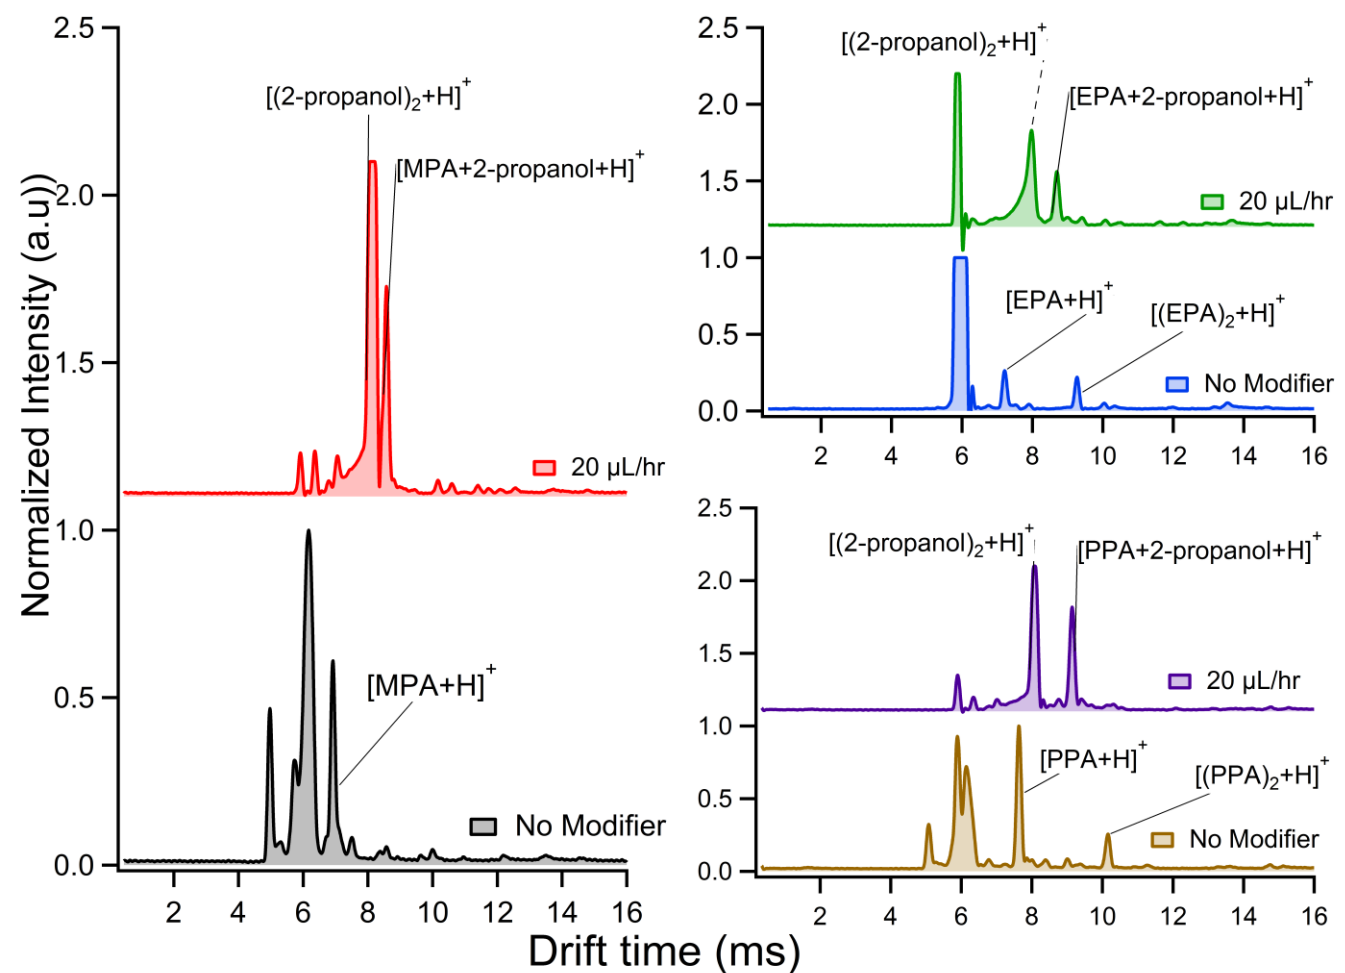 Normalized Intensity (a.u))
2.5
2.0
1.5
1.0
0.5
0.0
[(2-propanol)2+H]+
[MPA+2-propanol+H]+
20 µL/hr
[MPA+H]+
No Modifier
2 4 6 8 10 12 14 16
2.5
2.0
1.5
1.0
0.5
0.0
[(2-propanol)2+H]+
[EPA+2-propanol+H]+
20 µL/hr
[EPA+H]+
[(EPA)2+H]+
No Modifier
2 4 6 8 10 12 14 16
2.5
2.0
1.5
1.0
0.5
0.0
[(2-propanol)2+H]+
[PPA+2-propanol+H]+
20 µL/hr
[PPA+H]+
[(PPA)2+H]+
No Modifier
2 4 6 8 10 12 14 16
Drift time (ms)